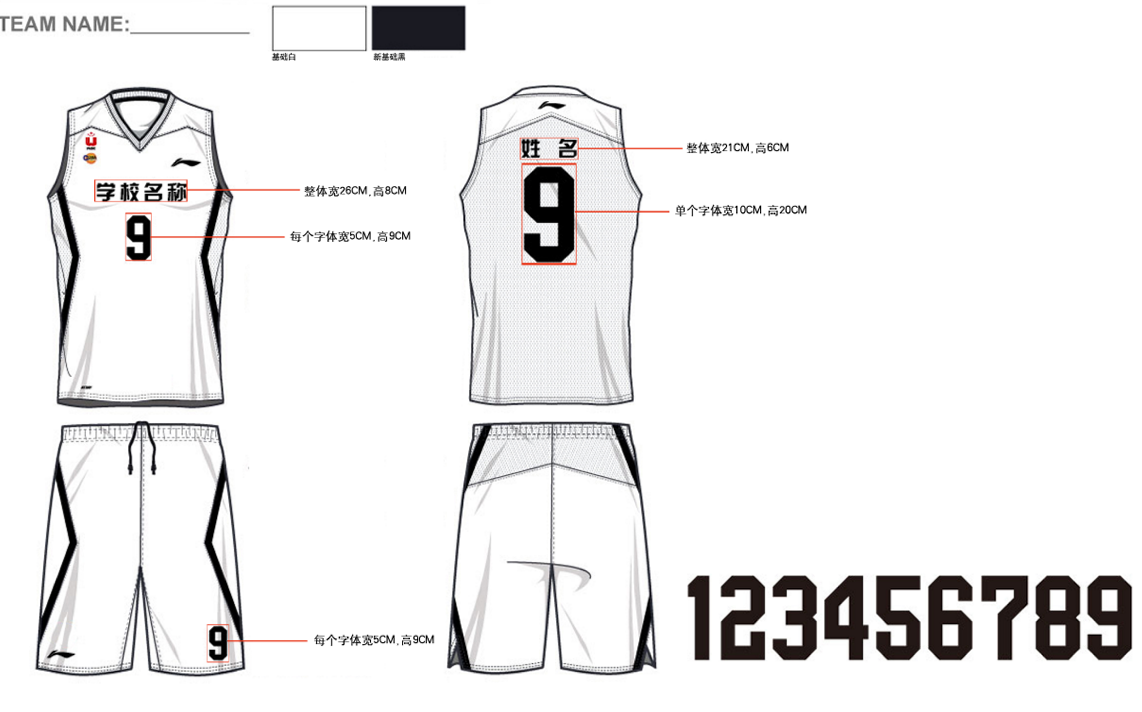 TEAM NAME:
基础白
新基础黑
学校名称
整体宽26CM,高8CM
9
每个字体宽5CM,高9CM
姓 名
整体宽21CM,高6CM
9
单个字体宽10CM,高20CM
9
每个字体宽5CM,高9CM
123456789